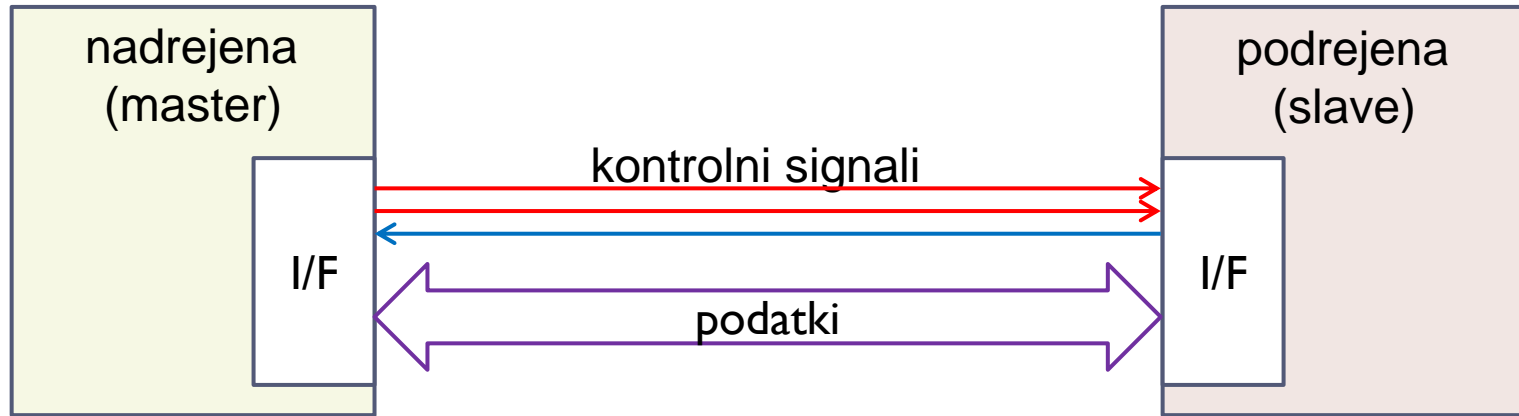 nadrejena
(master)
podrejena
(slave)
kontrolni signali
I/F
I/F
podatki